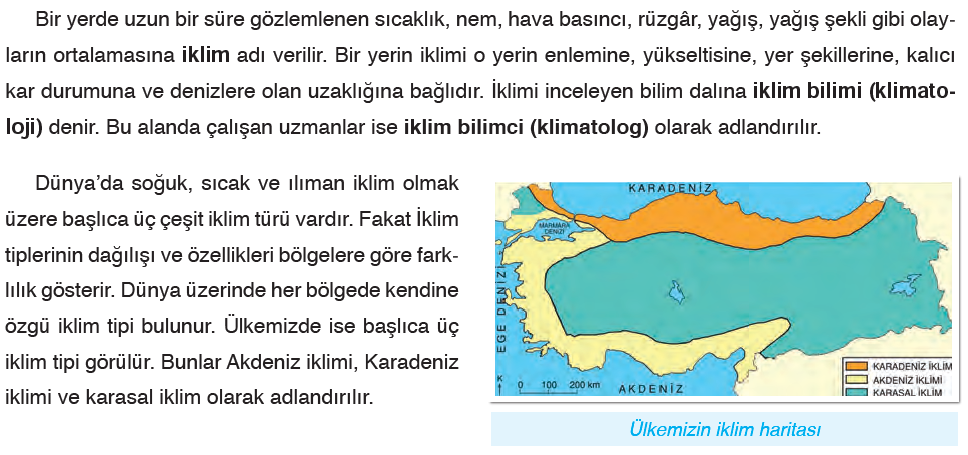 Bir yerde uzun bir süre gözlemlenen sıcaklık, nem, hava basıncı, rüzgâr, yağış, yağış şekli gibi olay-
ların ortalamasına iklim adı verilir. Bir yerin iklimi o yerin enlemine, yükseltisine, yer şekillerine, kalıcı
kar durumuna ve denizlere olan uzaklığına bağlıdır. İklimi inceleyen bilim dalına iklim bilimi (klimato-
loji) denir. Bu alanda çalışan uzmanlar ise iklim bilimci (klimatolog) olarak adlandırılır.
Dünya'da soğuk, sıcak ve ılıman iklim olmak
üzere başlıca üç çeşit iklim türü vardır. Fakat İklim
tiplerinin dağılışı ve özellikleri bölgelere göre fark-
lılık gösterir. Dünya üzerinde her bölgede kendine
özgü iklim tipi bulunur. Ülkemizde ise başlıca üç
iklim tipi görülür. Bunlar Akdeniz iklimi, Karadeniz
iklimi ve karasal iklim olarak adlandırılır.
KARADENİZ
MARMARA
DENİZİ
EGE DENİZİ
AKDENİZ
K
0 100 200 km
KARADENİZ İKLİM
AKDENİZ İKLİMİ
KARASAL İKLİM
Ülkemizin iklim haritası